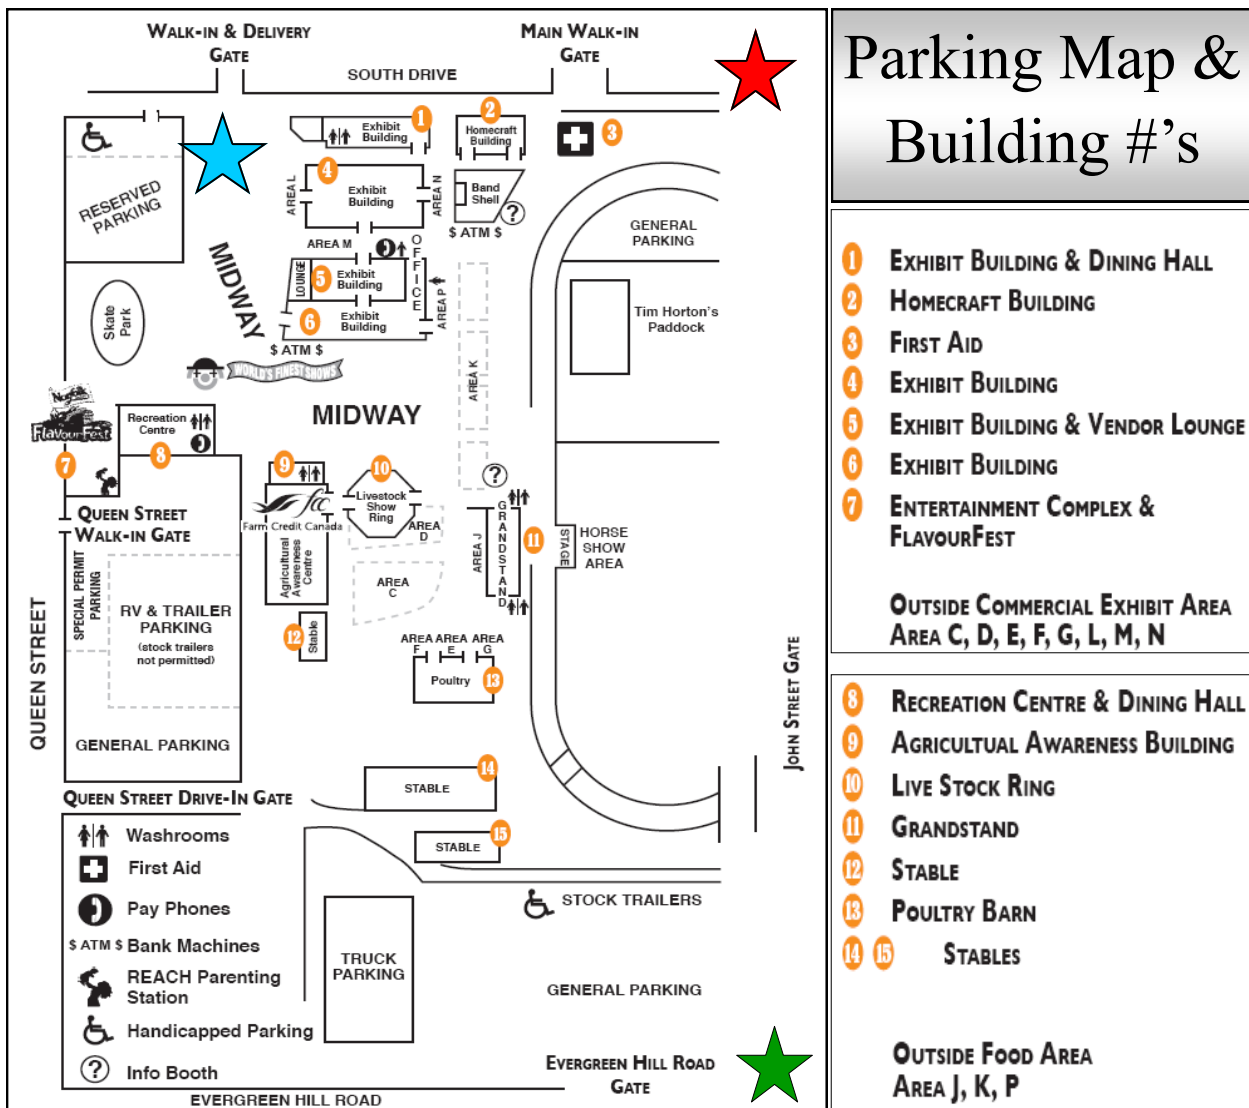 WALK-IN & DELIVERY
GATE
MAIN WALK-IN
GATE
SOUTH DRIVE
Parking Map &
Building #'s
1
Exhibit
Building
2
Homecraft
Building
3
RESERVED
PARKING
4
AREA L
Exhibit
Building
AREA N
Band
Shell
?
$ ATM $
GENERAL
PARKING
MIDWAY
AREA M
OFFICE
LOUNGE
5
Exhibit
Building
AREA P
6
Exhibit
Building
$ ATM $
Skate
Park
Tim Horton's
Paddock
WORLD'S FINEST SHOWS
AREA K
Norfolk
FlavourFest
Recreation
Centre
MIDWAY
7
8
9
10
?
QUEEN STREET
WALK-IN GATE
fcc
Farm Credit Canada
Livestock
Show
Ring
AREA
D
Agricultural
Awareness
Centre
AREA
C
AREA J
GRANDSTAND
11
STAGE
HORSE
SHOW
AREA
SPECIAL PERMIT
PARKING
RV & TRAILER
PARKING
(stock trailers
not permitted)
12
Stable
AREA
F
AREA
E
AREA
G
Poultry
13
QUEEN STREET
JOHN STREET GATE
GENERAL PARKING
14
STABLE
QUEEN STREET DRIVE-IN GATE
15
STABLE
Washrooms
First Aid
Pay Phones
$ ATM $ Bank Machines
REACH Parenting
Station
Handicapped Parking
? Info Booth
STOCK TRAILERS
TRUCK
PARKING
GENERAL PARKING
EVERGREEN HILL ROAD
GATE
EVERGREEN HILL ROAD
1 EXHIBIT BUILDING & DINING HALL
2 HOMECRAFT BUILDING
3 FIRST AID
4 EXHIBIT BUILDING
5 EXHIBIT BUILDING & VENDOR LOUNGE
6 EXHIBIT BUILDING
7 ENTERTAINMENT COMPLEX &
FLAVOURFEST
OUTSIDE COMMERCIAL EXHIBIT AREA
AREA C, D, E, F, G, L, M, N
8 RECREATION CENTRE & DINING HALL
9 AGRICULTUAL AWARENESS BUILDING
10 LIVE STOCK RING
11 GRANDSTAND
12 STABLE
13 POULTRY BARN
14 15 STABLES
OUTSIDE FOOD AREA
AREA J, K, P